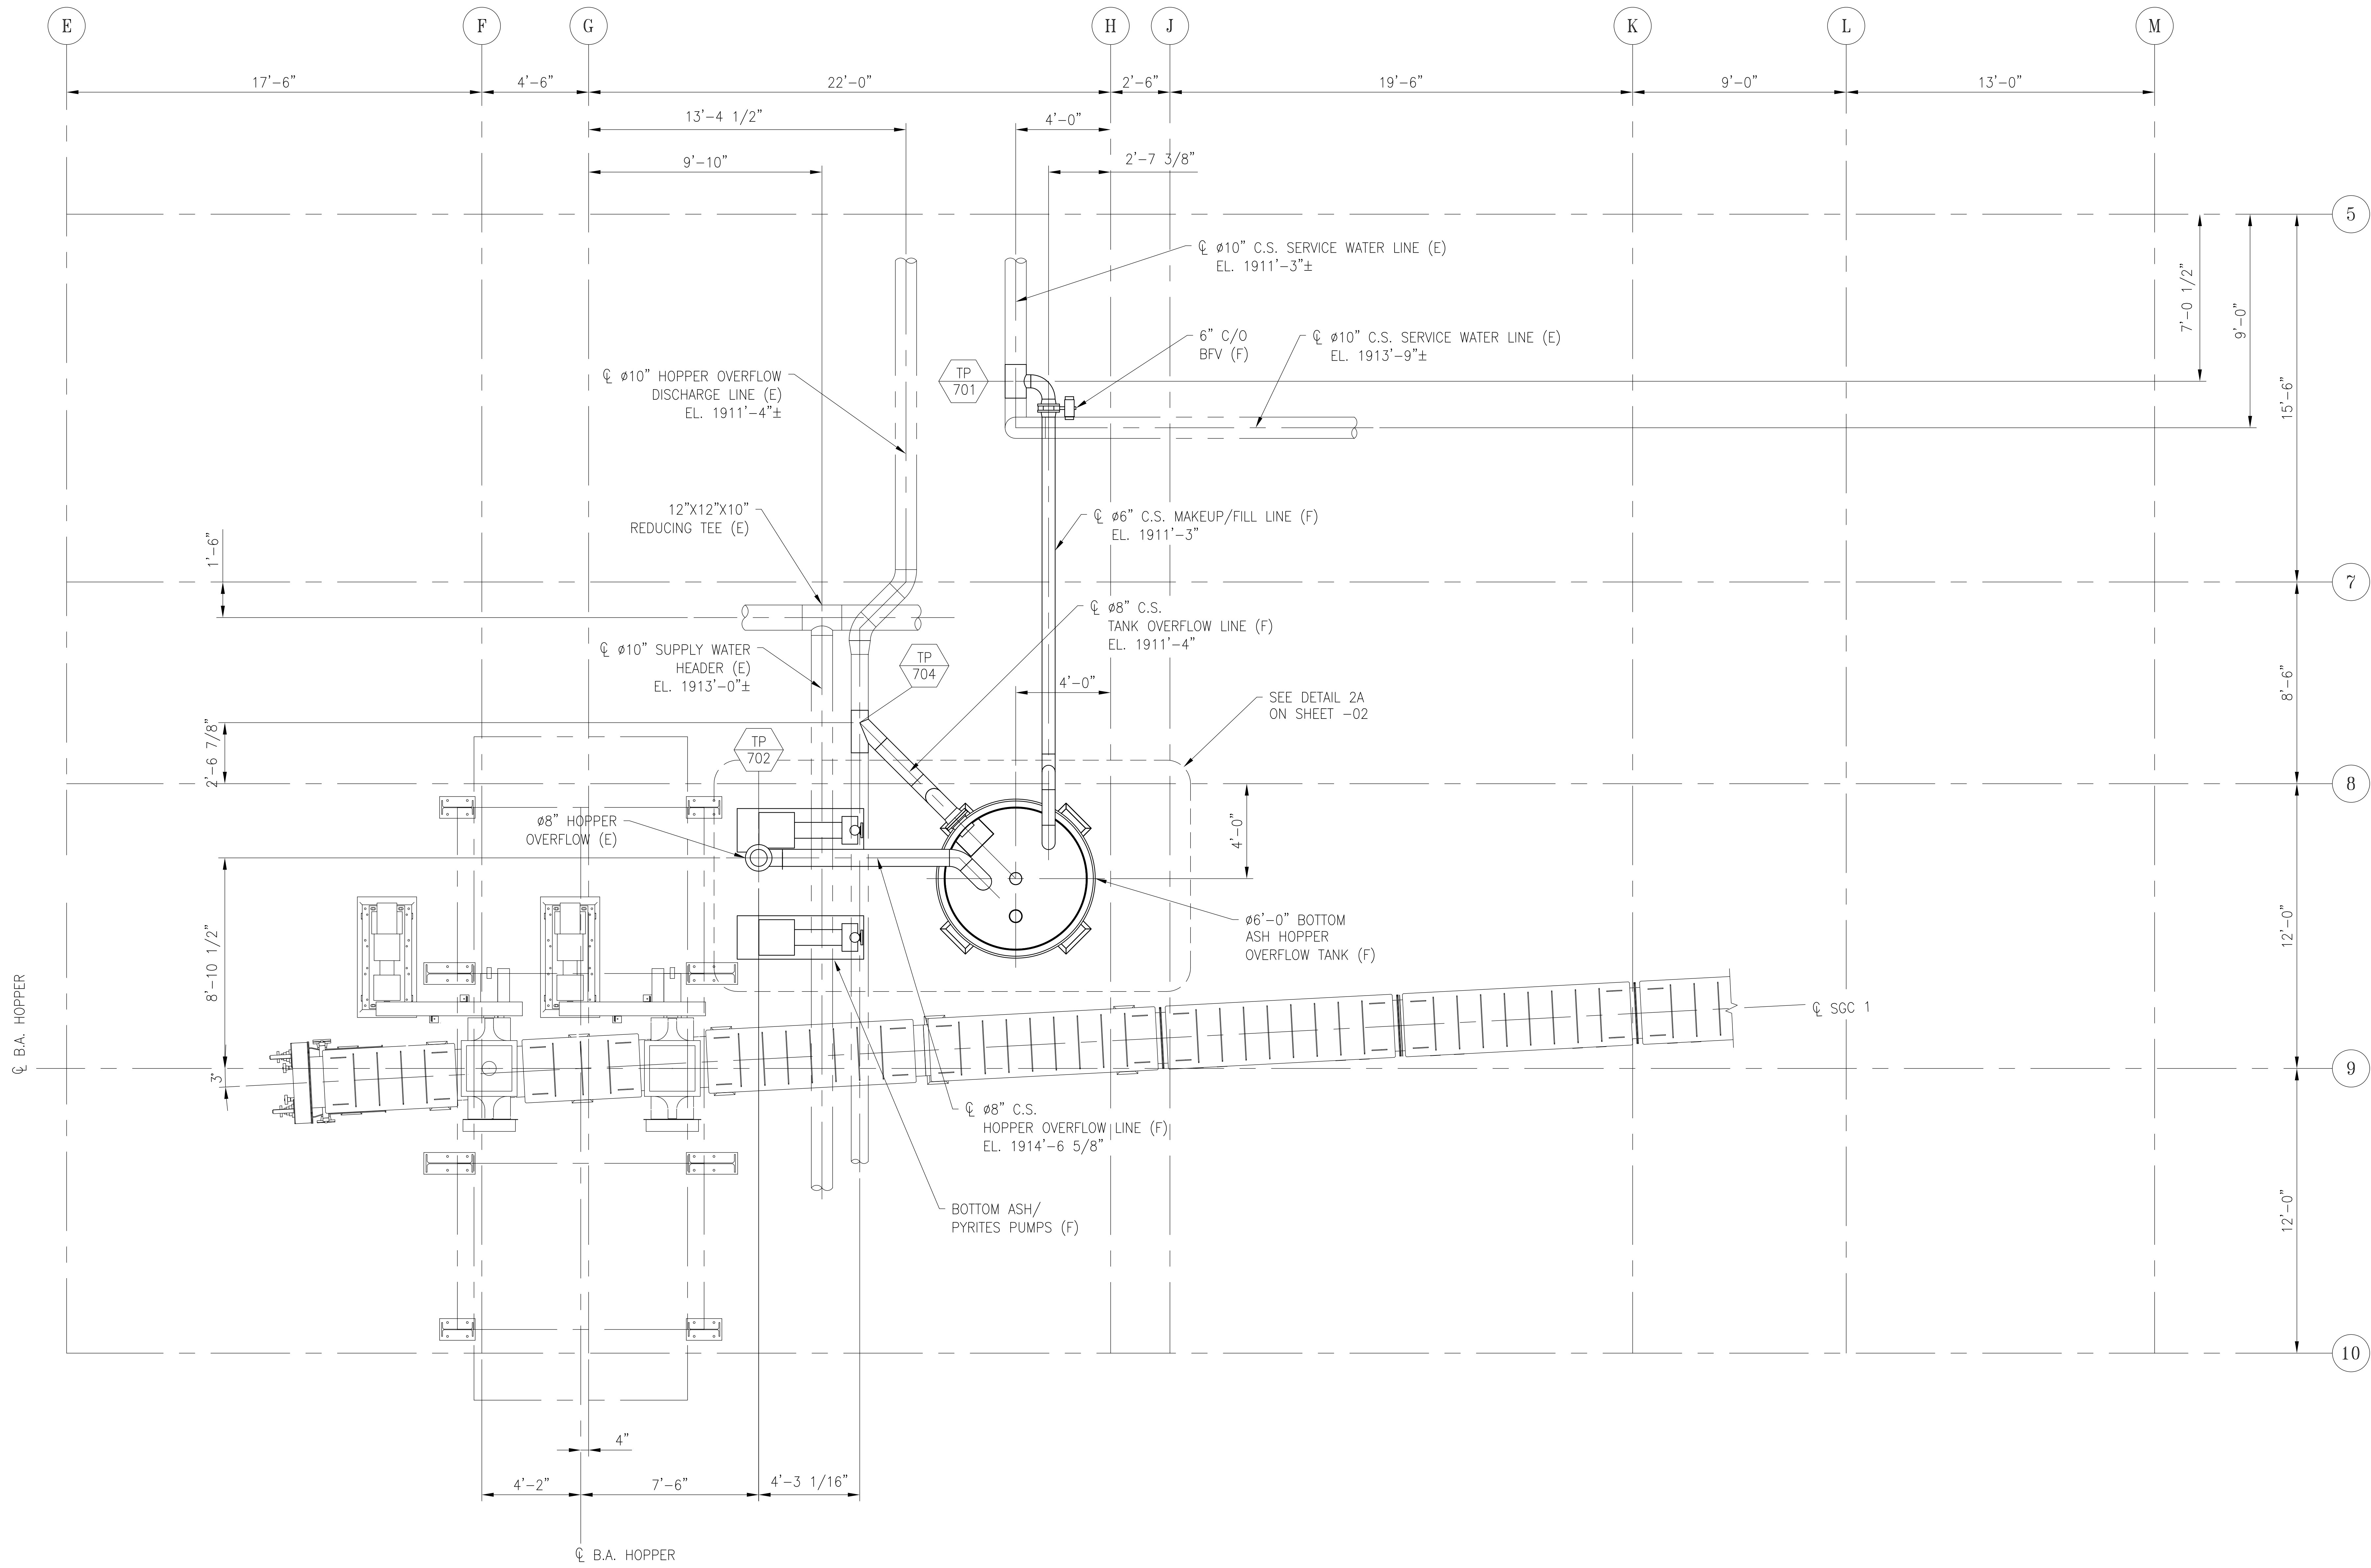 E
F
G
H
J
K
L
M
17'-6"
4'-6"
22'-0"
2'-6"
19'-6"
9'-0"
13'-0"
13'-4 1/2"
4'-0"
9'-10"
2'-7 3/8"
5
℄ ø10" C.S. SERVICE WATER LINE (E)
EL. 1911'-3"±
7'-0 1/2"
9'-0"
15'-6"
6" C/O
BFV (F)
℄ ø10" C.S. SERVICE WATER LINE (E)
EL. 1913'-9"±
TP
701
℄ ø10" HOPPER OVERFLOW
DISCHARGE LINE (E)
EL. 1911'-4"±
12"X12"X10"
REDUCING TEE (E)
℄ ø6" C.S. MAKEUP/FILL LINE (F)
EL. 1911'-3"
1'-6"
7
℄ ø8" C.S.
TANK OVERFLOW LINE (F)
EL. 1911'-4"
℄ ø10" SUPPLY WATER
HEADER (E)
EL. 1913'-0"±
TP
704
4'-0"
8'-6"
SEE DETAIL 2A
ON SHEET -02
2'-6 7/8"
TP
702
8
ø8" HOPPER
OVERFLOW (E)
4'-0"
ø6'-0" BOTTOM
ASH HOPPER
OVERFLOW TANK (F)
12'-0"
8'-10 1/2"
℄ B.A. HOPPER
℄ SGC 1
3°
9
℄ ø8" C.S.
HOPPER OVERFLOW LINE (F)
EL. 1914'-6 5/8"
BOTTOM ASH/
PYRITES PUMPS (F)
12'-0"
10
4"
4'-2"
7'-6"
4'-3 1/16"
℄ B.A. HOPPER